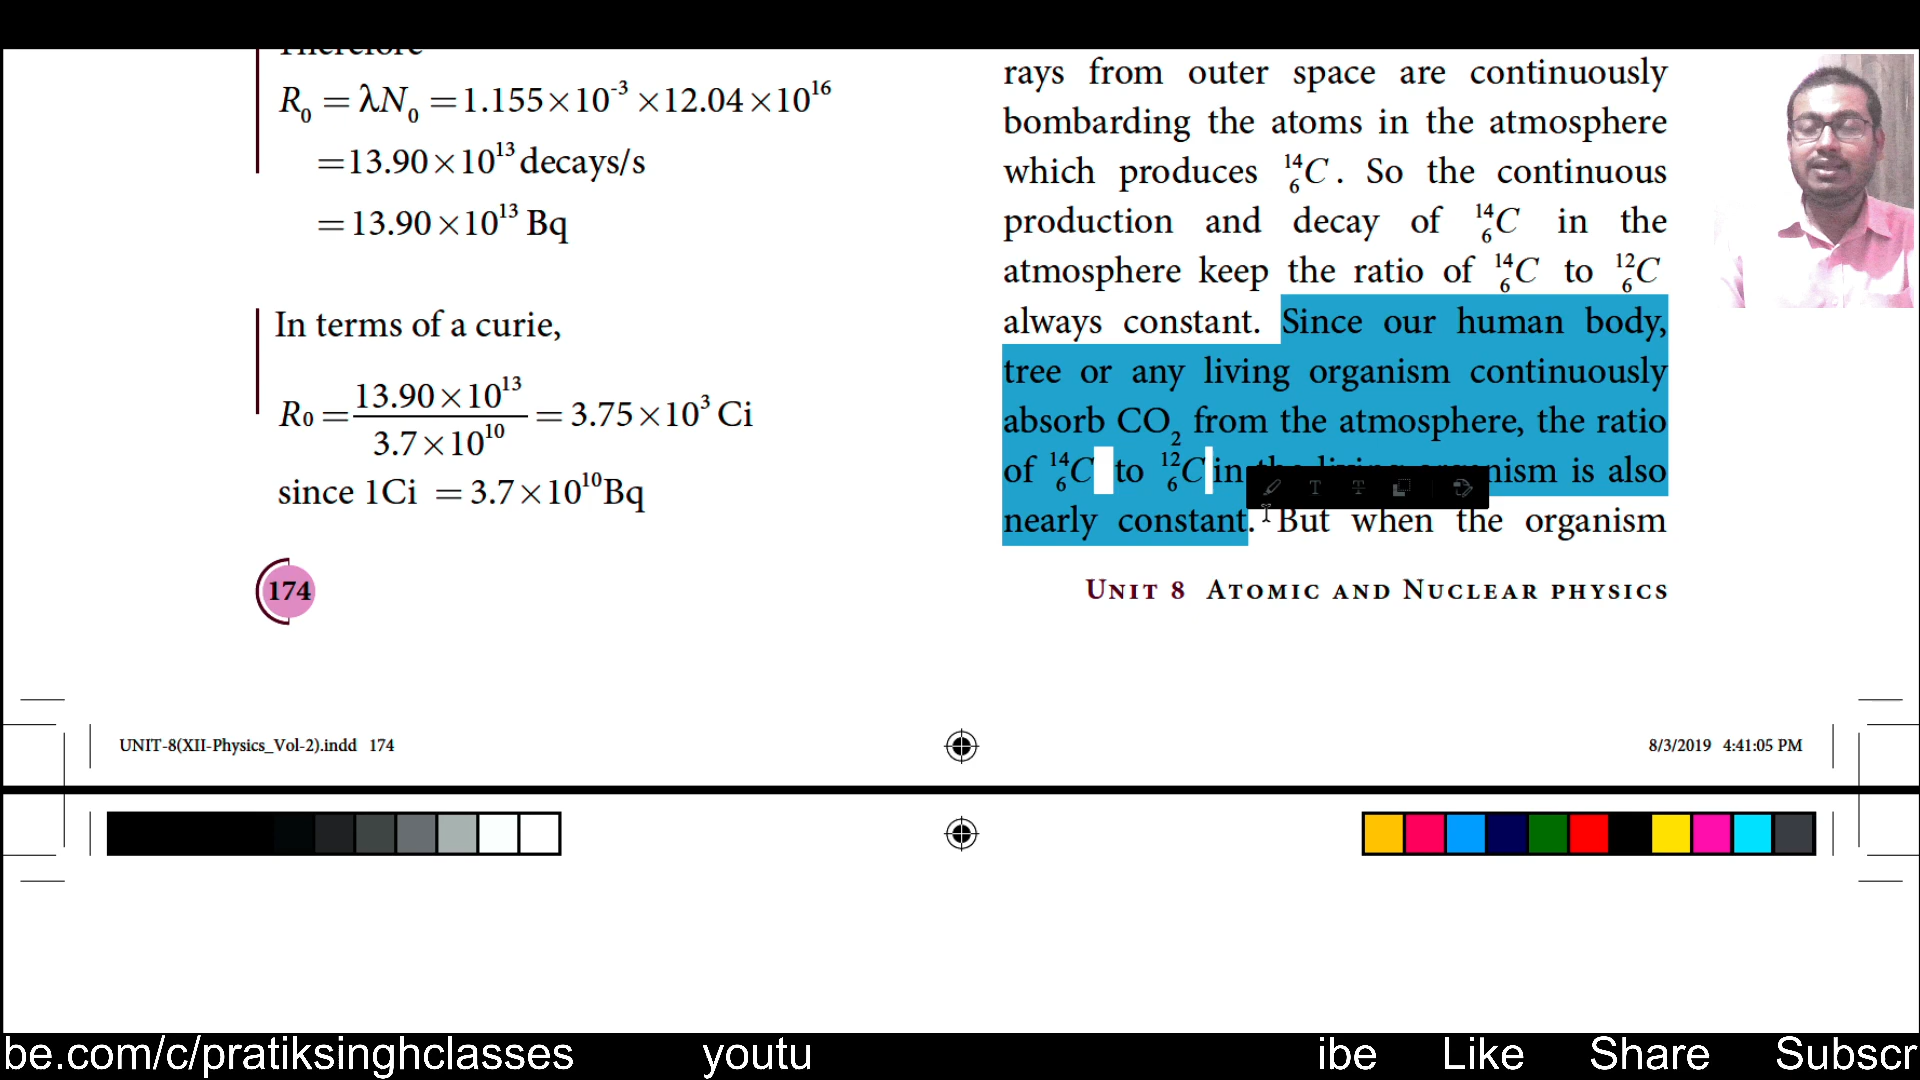 Therefore
R₀ = λN₀ = 1.155×10⁻³ ×12.04×10¹⁶
=13.90×10¹³ decays/s
= 13.90×10¹³ Bq
In terms of a curie,
R₀ = 13.90×10¹³ / 3.7×10¹⁰ = 3.75×10³ Ci
since 1Ci = 3.7×10¹⁰Bq
174
rays from outer space are continuously
bombarding the atoms in the atmosphere
which produces ¹⁴₆C. So the continuous
production and decay of ¹⁴₆C in the
atmosphere keep the ratio of ¹⁴₆C to ¹²₆C
always constant. Since our human body,
tree or any living organism continuously
absorb CO₂ from the atmosphere, the ratio
of ¹⁴₆C to ¹²₆C in is also
nearly constant. But when the organism
UNIT 8 ATOMIC AND NUCLEAR PHYSICS
UNIT-8(XII-Physics_Vol-2).indd 174
8/3/2019 4:41:05 PM
be.com/c/pratiksinghclasses youtu ibe Like Share Subscr